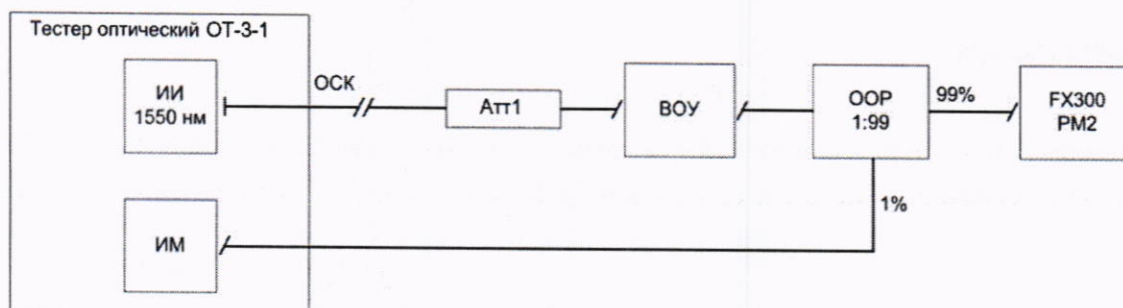 Тестер оптический ОТ-3-1
ИИ
1550 нм
ОСК
Атт1
ВОУ
ООР
1:99
99%
FX300
PM2
1%
ИМ